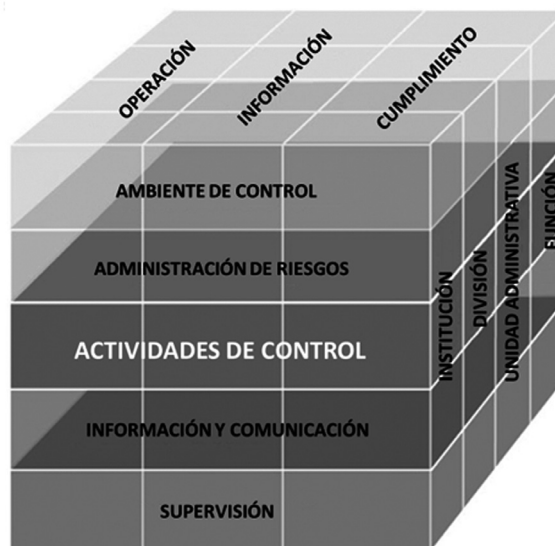 OPERACIÓN
INFORMACIÓN
CUMPLIMIENTO
AMBIENTE DE CONTROL
ADMINISTRACIÓN DE RIESGOS
ACTIVIDADES DE CONTROL
INFORMACIÓN Y COMUNICACIÓN
SUPERVISIÓN
INSTITUCIÓN
DIVISIÓN
UNIDAD ADMINISTRATIVA
FUNCIÓN